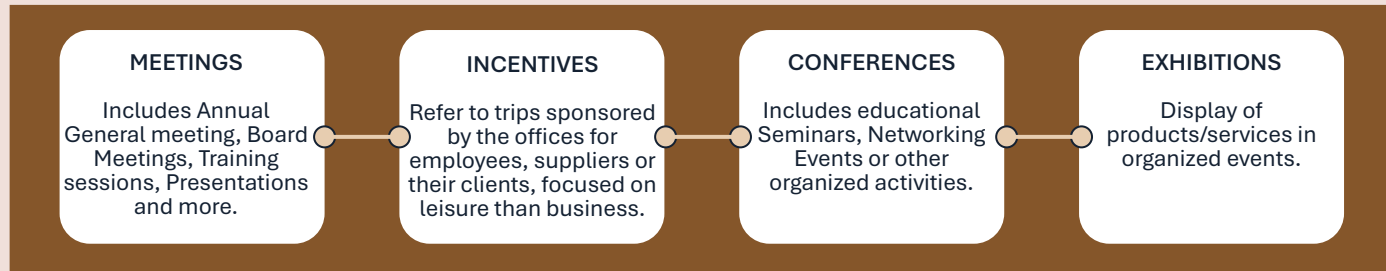 MEETINGS
Includes Annual
General meeting, Board
Meetings, Training
sessions, Presentations
and more.
INCENTIVES
Refer to trips sponsored
by the offices for
employees, suppliers or
their clients, focused on
leisure than business.
CONFERENCES
Includes educational
Seminars, Networking
Events or other
organized activities.
EXHIBITIONS
Display of
products/services in
organized events.